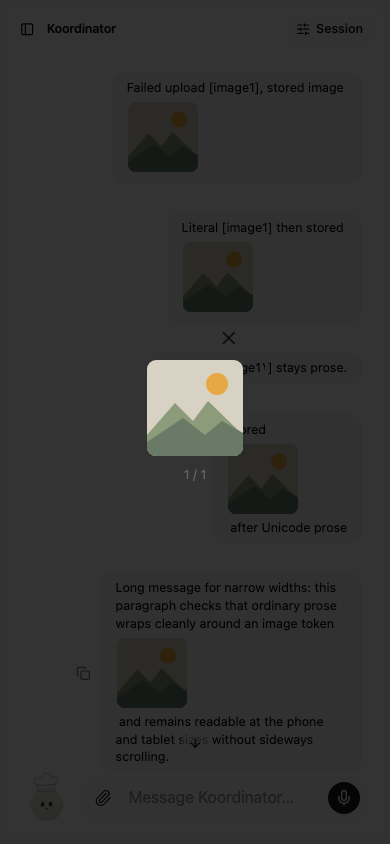 Koordinator
Session
Failed upload [image1], stored image
Literal [image1] then stored
stays prose.
1 / 1
after Unicode prose
Long message for narrow widths: this
paragraph checks that ordinary prose
wraps cleanly around an image token
and remains readable at the phone
and tablet sizes without sideways
scrolling.
Message Koordinator...